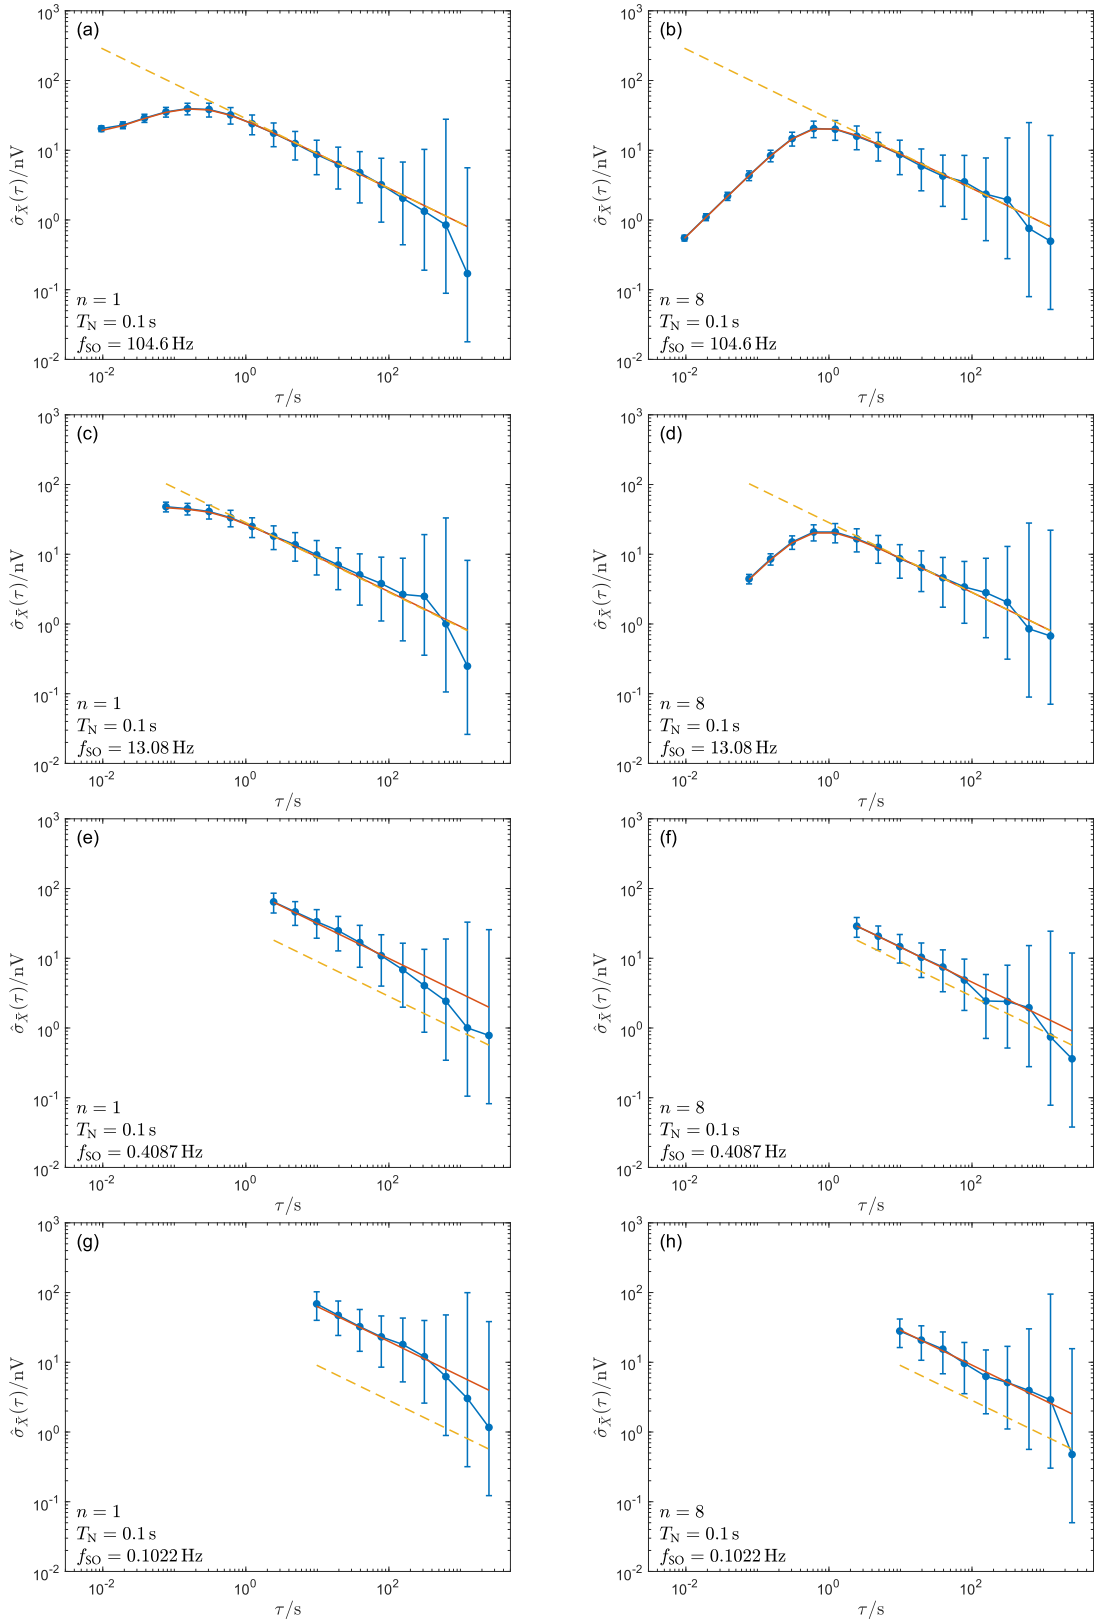 (a)
10^3
10^2
10^1
10^0
10^-1
10^-2
σ̂_X̄(τ)/nV
n = 1
T_N = 0.1 s
f_SO = 104.6 Hz
10^-2 10^0 10^2
τ/s
(b)
10^3
10^2
10^1
10^0
10^-1
10^-2
σ̂_X̄(τ)/nV
n = 8
T_N = 0.1 s
f_SO = 104.6 Hz
10^-2 10^0 10^2
τ/s
(c)
10^3
10^2
10^1
10^0
10^-1
10^-2
σ̂_X̄(τ)/nV
n = 1
T_N = 0.1 s
f_SO = 13.08 Hz
10^-2 10^0 10^2
τ/s
(d)
10^3
10^2
10^1
10^0
10^-1
10^-2
σ̂_X̄(τ)/nV
n = 8
T_N = 0.1 s
f_SO = 13.08 Hz
10^-2 10^0 10^2
τ/s
(e)
10^3
10^2
10^1
10^0
10^-1
10^-2
σ̂_X̄(τ)/nV
n = 1
T_N = 0.1 s
f_SO = 0.4087 Hz
10^-2 10^0 10^2
τ/s
(f)
10^3
10^2
10^1
10^0
10^-1
10^-2
σ̂_X̄(τ)/nV
n = 8
T_N = 0.1 s
f_SO = 0.4087 Hz
10^-2 10^0 10^2
τ/s
(g)
10^3
10^2
10^1
10^0
10^-1
10^-2
σ̂_X̄(τ)/nV
n = 1
T_N = 0.1 s
f_SO = 0.1022 Hz
10^-2 10^0 10^2
τ/s
(h)
10^3
10^2
10^1
10^0
10^-1
10^-2
σ̂_X̄(τ)/nV
n = 8
T_N = 0.1 s
f_SO = 0.1022 Hz
10^-2 10^0 10^2
τ/s